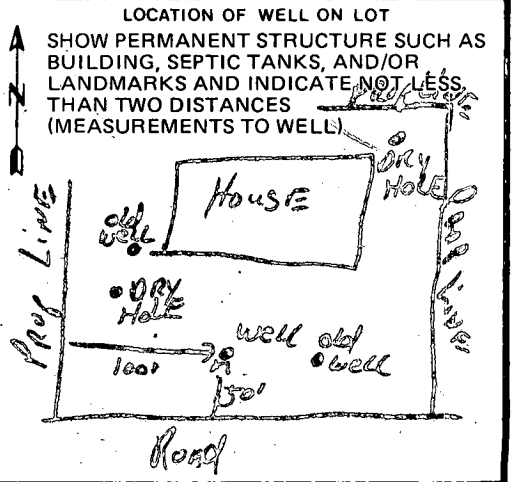 LOCATION OF WELL ON LOT
N
SHOW PERMANENT STRUCTURE SUCH AS
BUILDING, SEPTIC TANKS, AND/OR
LANDMARKS AND INDICATE NOT LESS
THAN TWO DISTANCES
(MEASUREMENTS TO WELL)
Prop Line
DRY
HOLE
House
old
well
Prop Line
Prop Line
DRY
Hole
well
old
well
100'
50'
Road